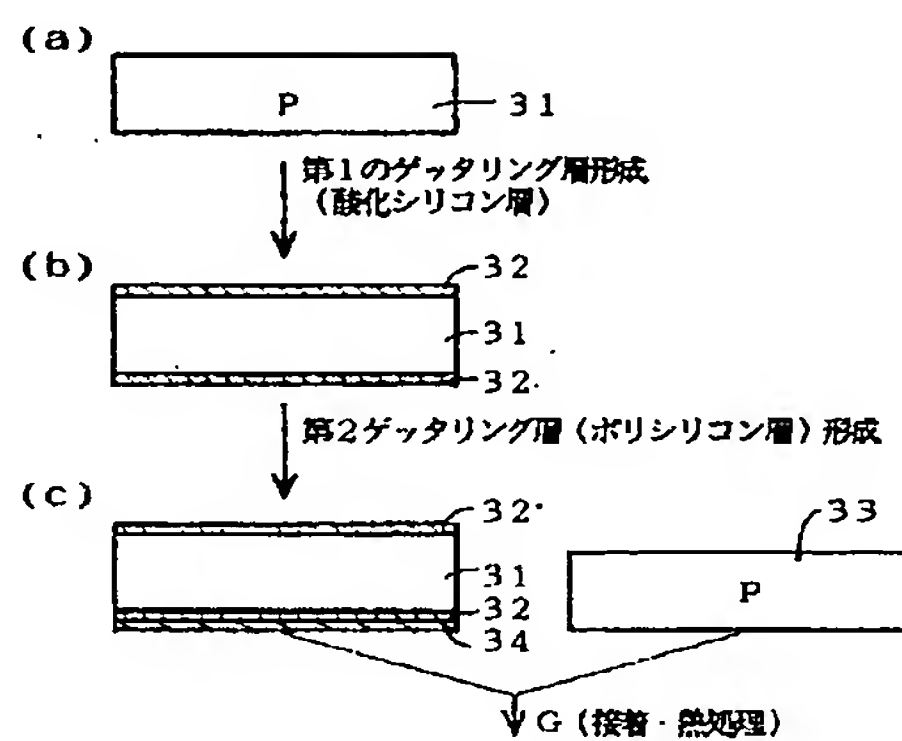 (a)
P
31
第1のゲッタリング層形成
(酸化シリコン層)
(b)
32
31
32
第2ゲッタリング層(ポリシリコン層)形成
(c)
32
33
31
P
32
34
G(接着・熱処理)